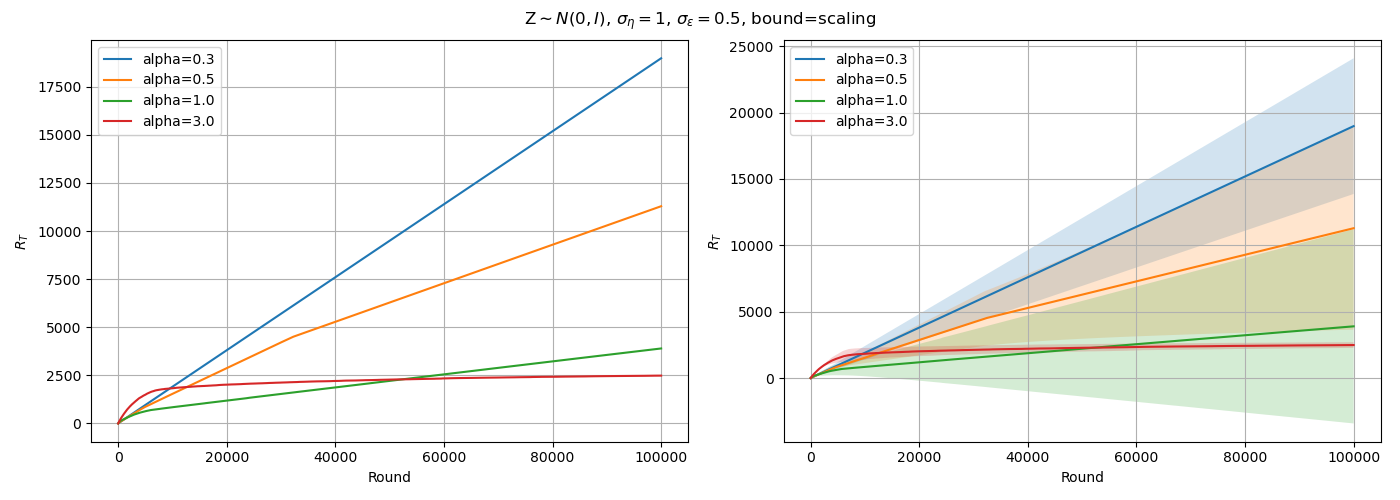 Z ∼ N(0, I), σ_η = 1, σ_ε = 0.5, bound=scaling
alpha=0.3
alpha=0.5
alpha=1.0
alpha=3.0
17500
15000
12500
10000
7500
5000
2500
0
R_T
0 20000 40000 60000 80000 100000
Round
alpha=0.3
alpha=0.5
alpha=1.0
alpha=3.0
25000
20000
15000
10000
5000
0
R_T
0 20000 40000 60000 80000 100000
Round